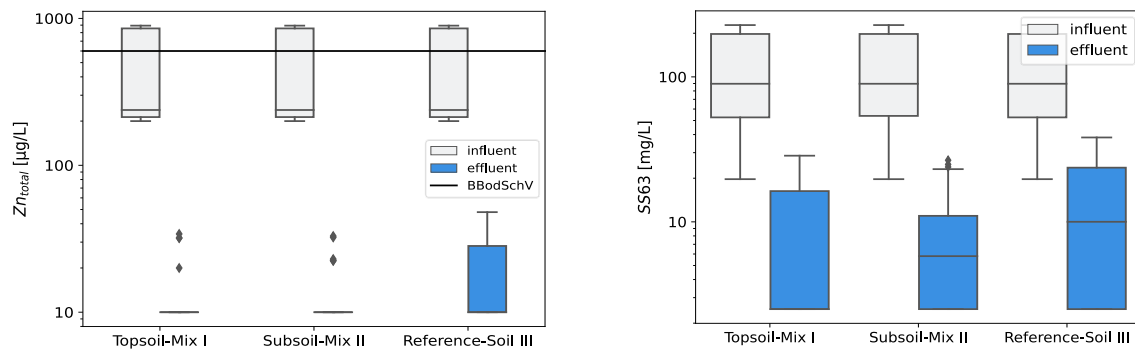 1000
100
10
Zn_total [µg/L]
influent
effluent
BBodSchV
Topsoil-Mix I
Subsoil-Mix II
Reference-Soil III
100
10
SS63 [mg/L]
influent
effluent
Topsoil-Mix I
Subsoil-Mix II
Reference-Soil III